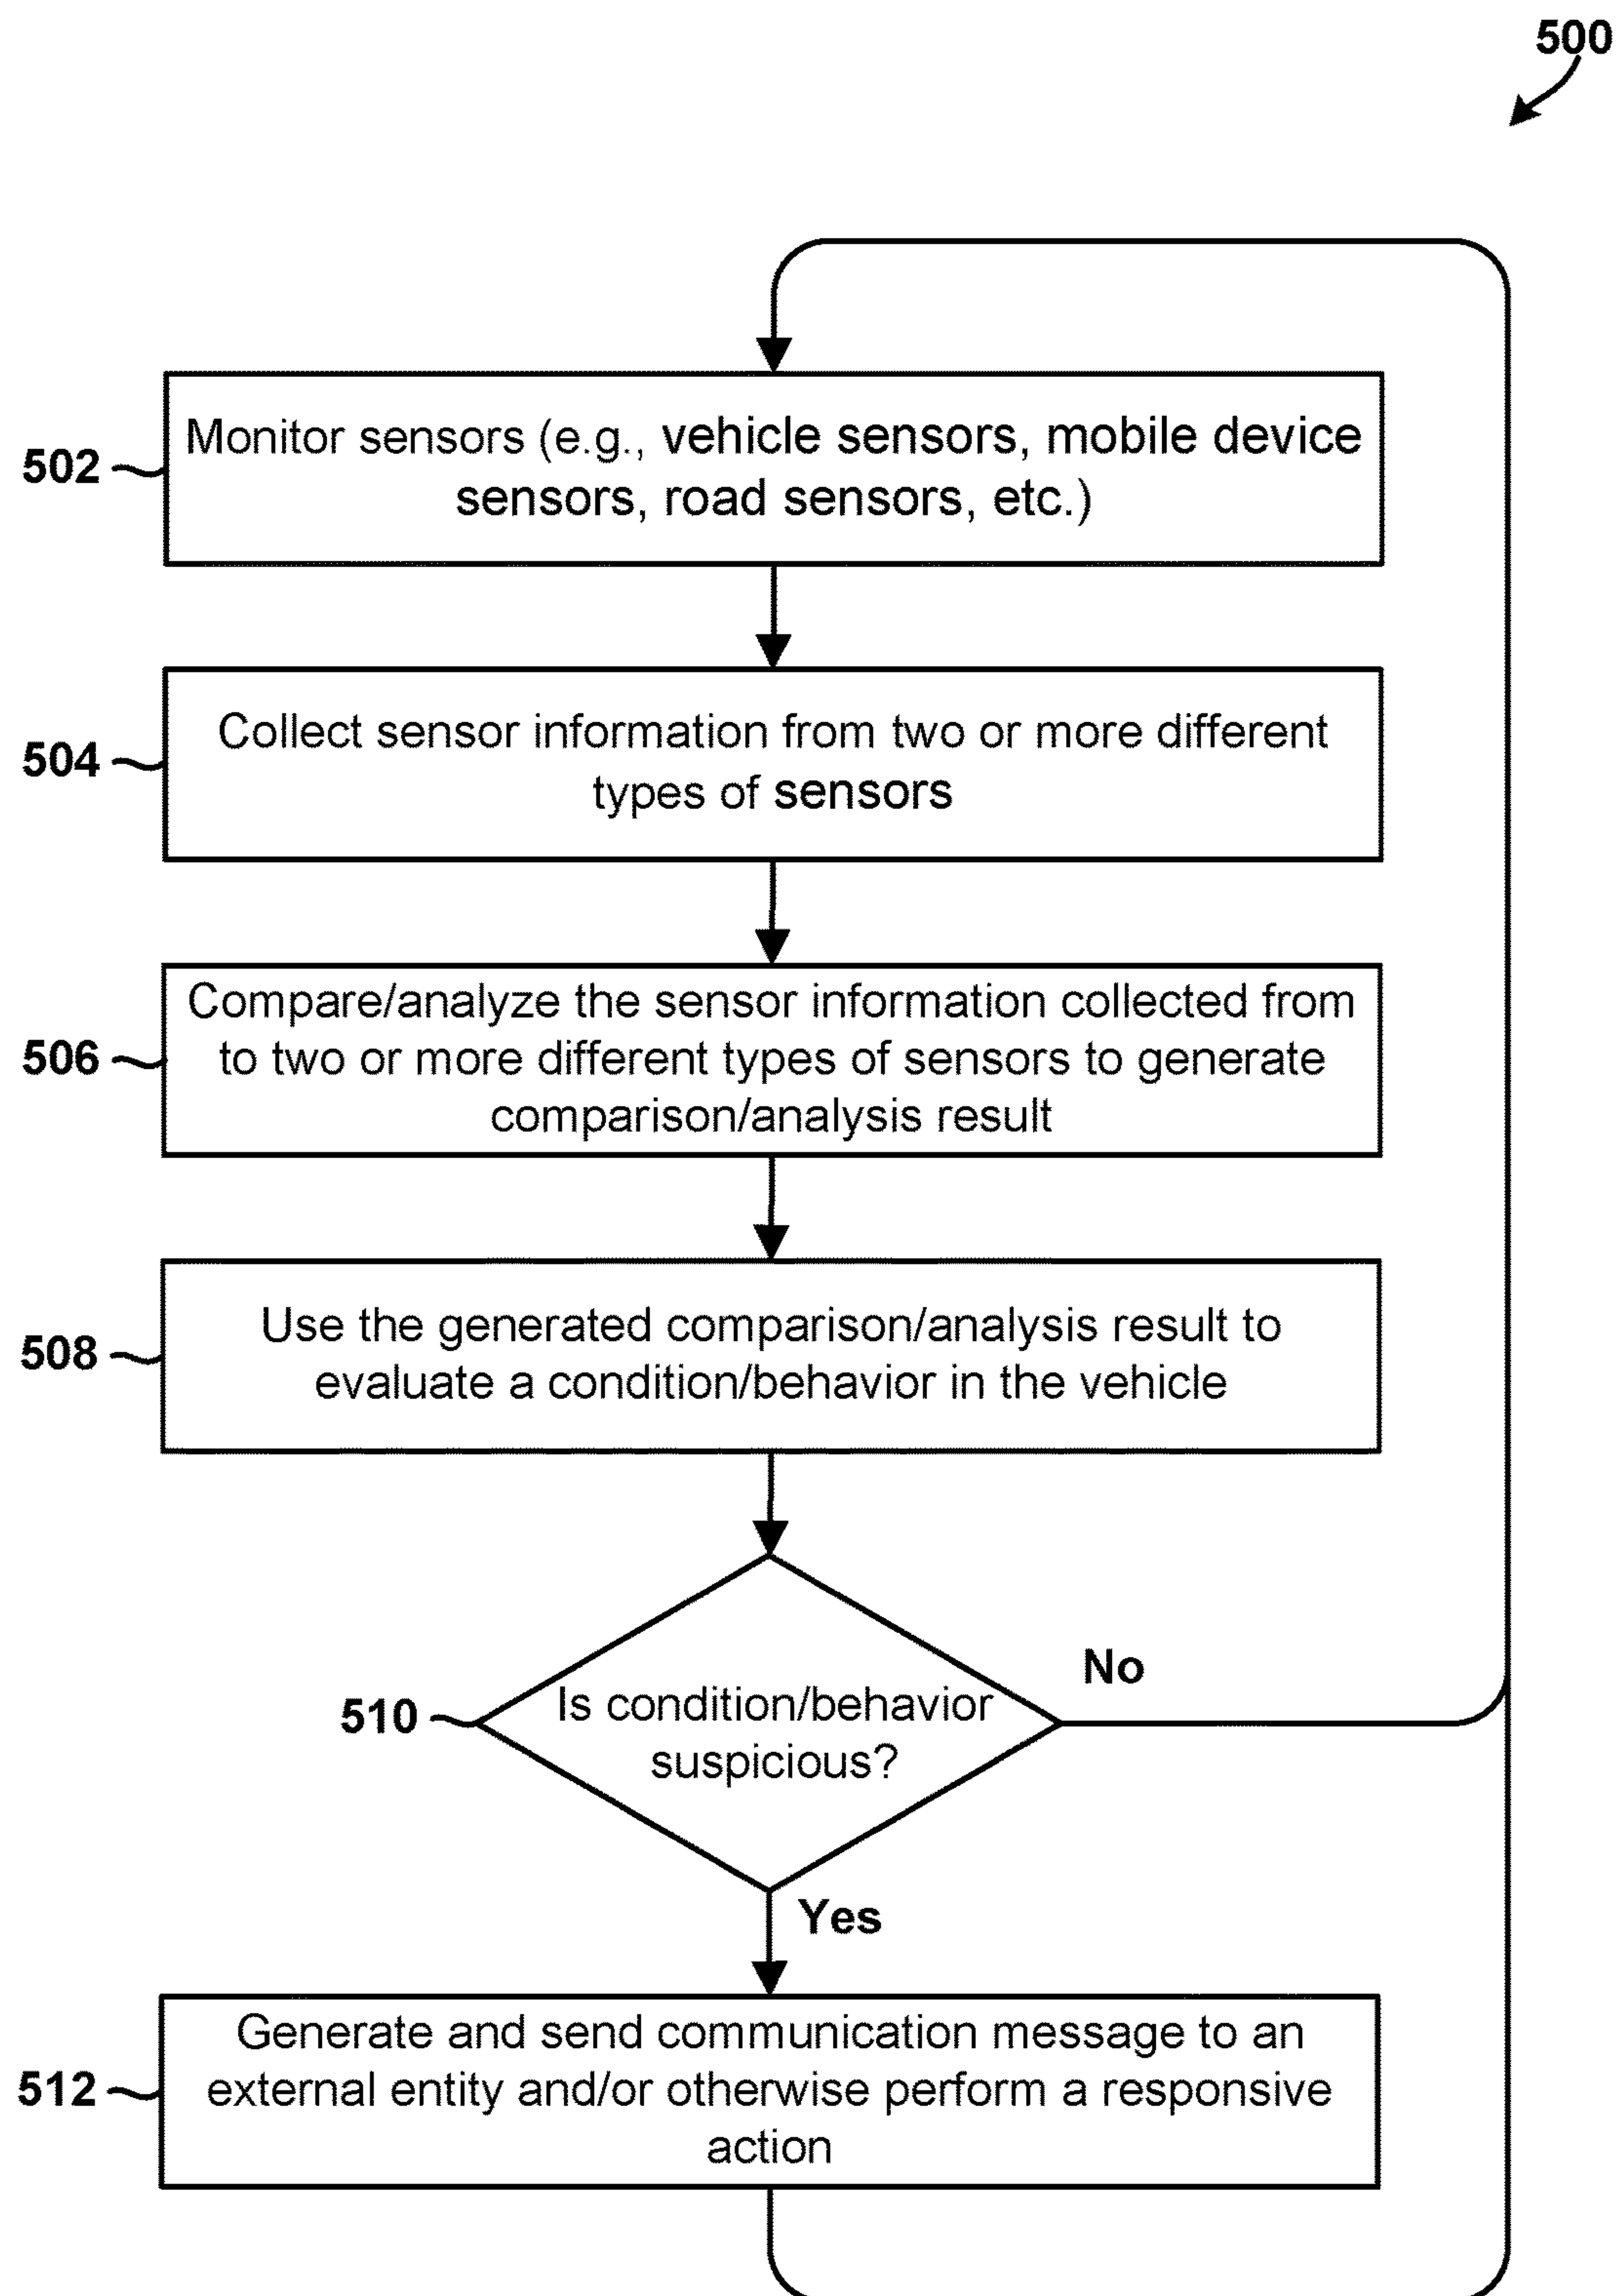 500
502
Monitor sensors (e.g., vehicle sensors, mobile device
sensors, road sensors, etc.)
504
Collect sensor information from two or more different
types of sensors
506
Compare/analyze the sensor information collected from
to two or more different types of sensors to generate
comparison/analysis result
508
Use the generated comparison/analysis result to
evaluate a condition/behavior in the vehicle
510
Is condition/behavior
suspicious?
No
Yes
512
Generate and send communication message to an
external entity and/or otherwise perform a responsive
action